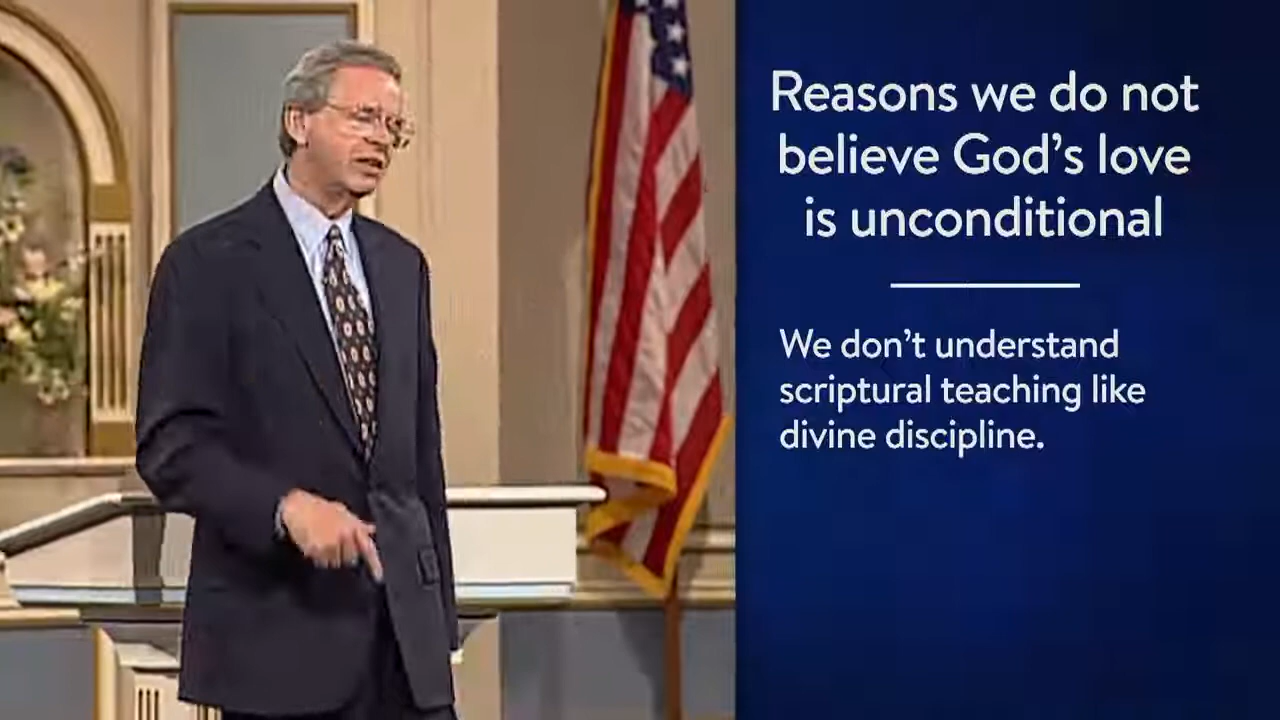 Reasons we do not
believe God’s love
is unconditional
We don’t understand
scriptural teaching like
divine discipline.